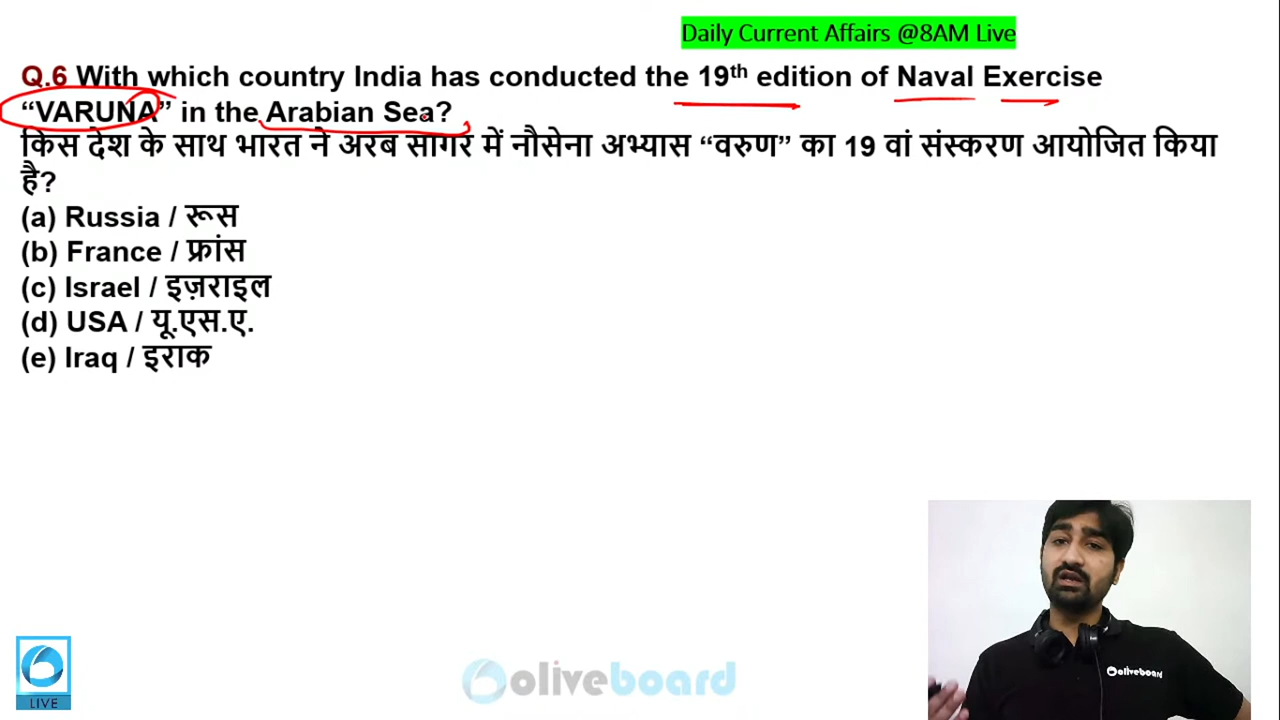 Daily Current Affairs @8AM Live
Q.6 With which country India has conducted the 19th edition of Naval Exercise
“VARUNA” in the Arabian Sea?
किस देश के साथ भारत ने अरब सागर में नौसेना अभ्यास “वरुण” का 19 वां संस्करण आयोजित किया
है?
(a) Russia / रूस
(b) France / फ्रांस
(c) Israel / इज़राइल
(d) USA / यू.एस.ए.
(e) Iraq / इराक
oliveboard
LIVE
oliveboard